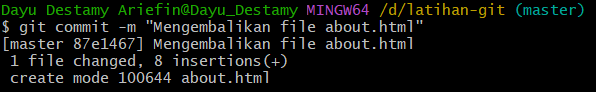 Dayu Destamy Ariefin@Dayu_Destamy MINGW64 /d/latihan-git (master)
$ git commit -m "Mengembalikan file about.html"
[master 87e1467] Mengembalikan file about.html
 1 file changed, 8 insertions(+)
 create mode 100644 about.html